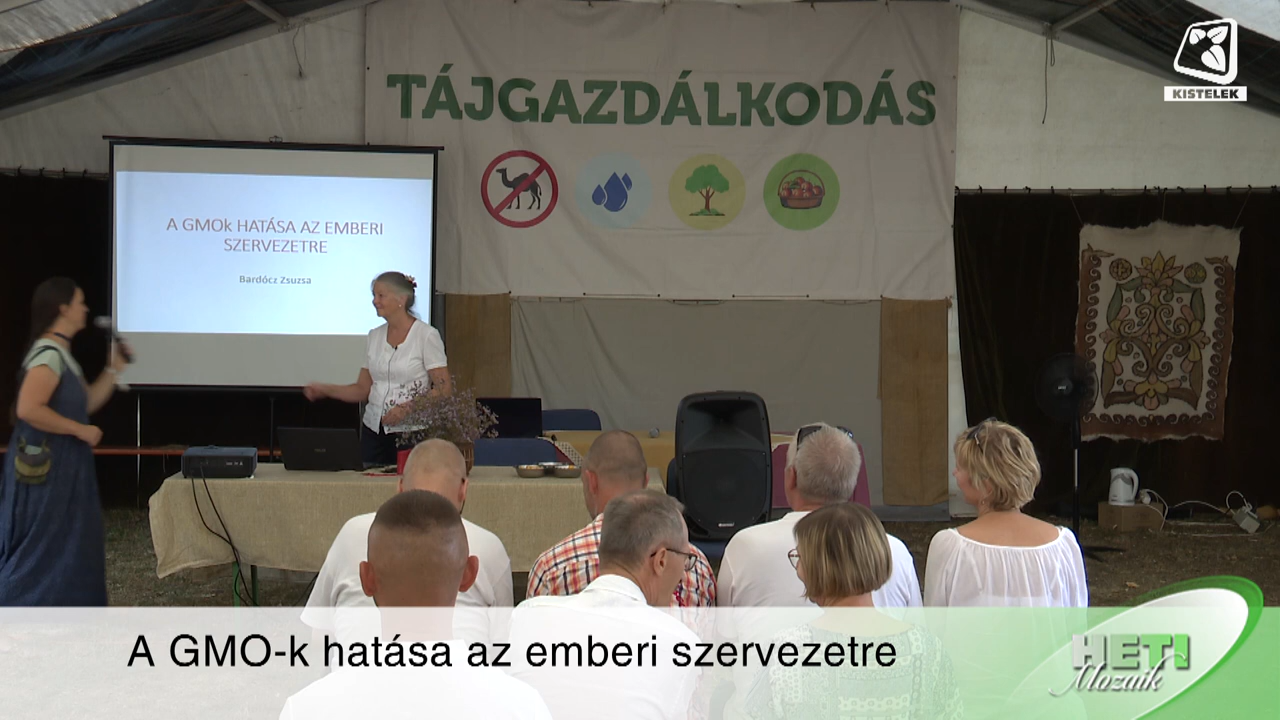 KISTELEK
TÁJGAZDÁLKODÁS
A GMOk HATÁSA AZ EMBERI
SZERVEZETRE
Bardócz Zsuzsa
A GMO-k hatása az emberi szervezetre
HETI
Mozaik